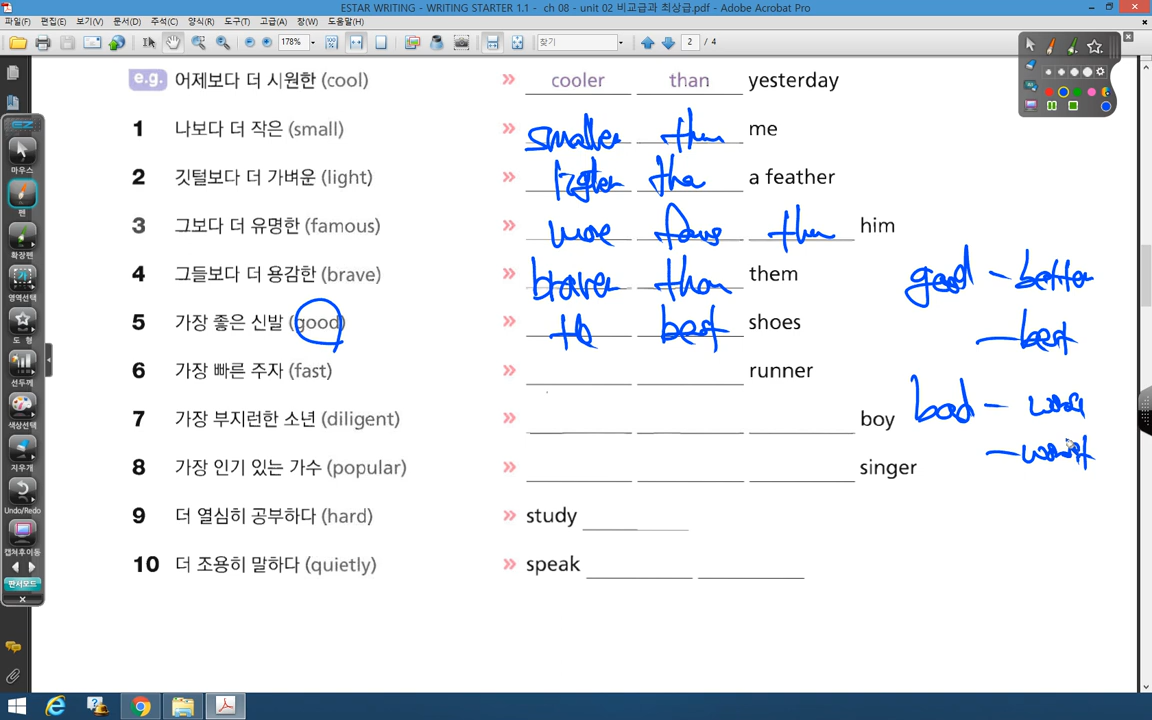 ESTAR WRITING - WRITING STARTER 1.1 - ch 08 - unit 02 비교급과 최상급.pdf - Adobe Acrobat Pro
파일(F) 편집(E) 보기(V) 문서(D) 주석(C) 양식(R) 도구(T) 고급(A) 창(W) 도움말(H)
178% 찾기 2 / 4
e.g. 어제보다 더 시원한 (cool) » cooler than yesterday
1 나보다 더 작은 (small) » smaller than me
2 깃털보다 더 가벼운 (light) » lighter than a feather
3 그보다 더 유명한 (famous) » more famous than him
4 그들보다 더 용감한 (brave) » braver than them
5 가장 좋은 신발 (good) » the best shoes
6 가장 빠른 주자 (fast) » runner
7 가장 부지런한 소년 (diligent) » boy
8 가장 인기 있는 가수 (popular) » singer
9 더 열심히 공부하다 (hard) » study
10 더 조용히 말하다 (quietly) » speak
good - better
- best
bad - worse
- worst
EZ
마우스
펜
확장펜
영역선택
도 형
선두께
색상선택
지우개
Undo/Redo
캡쳐후이동
판서모드